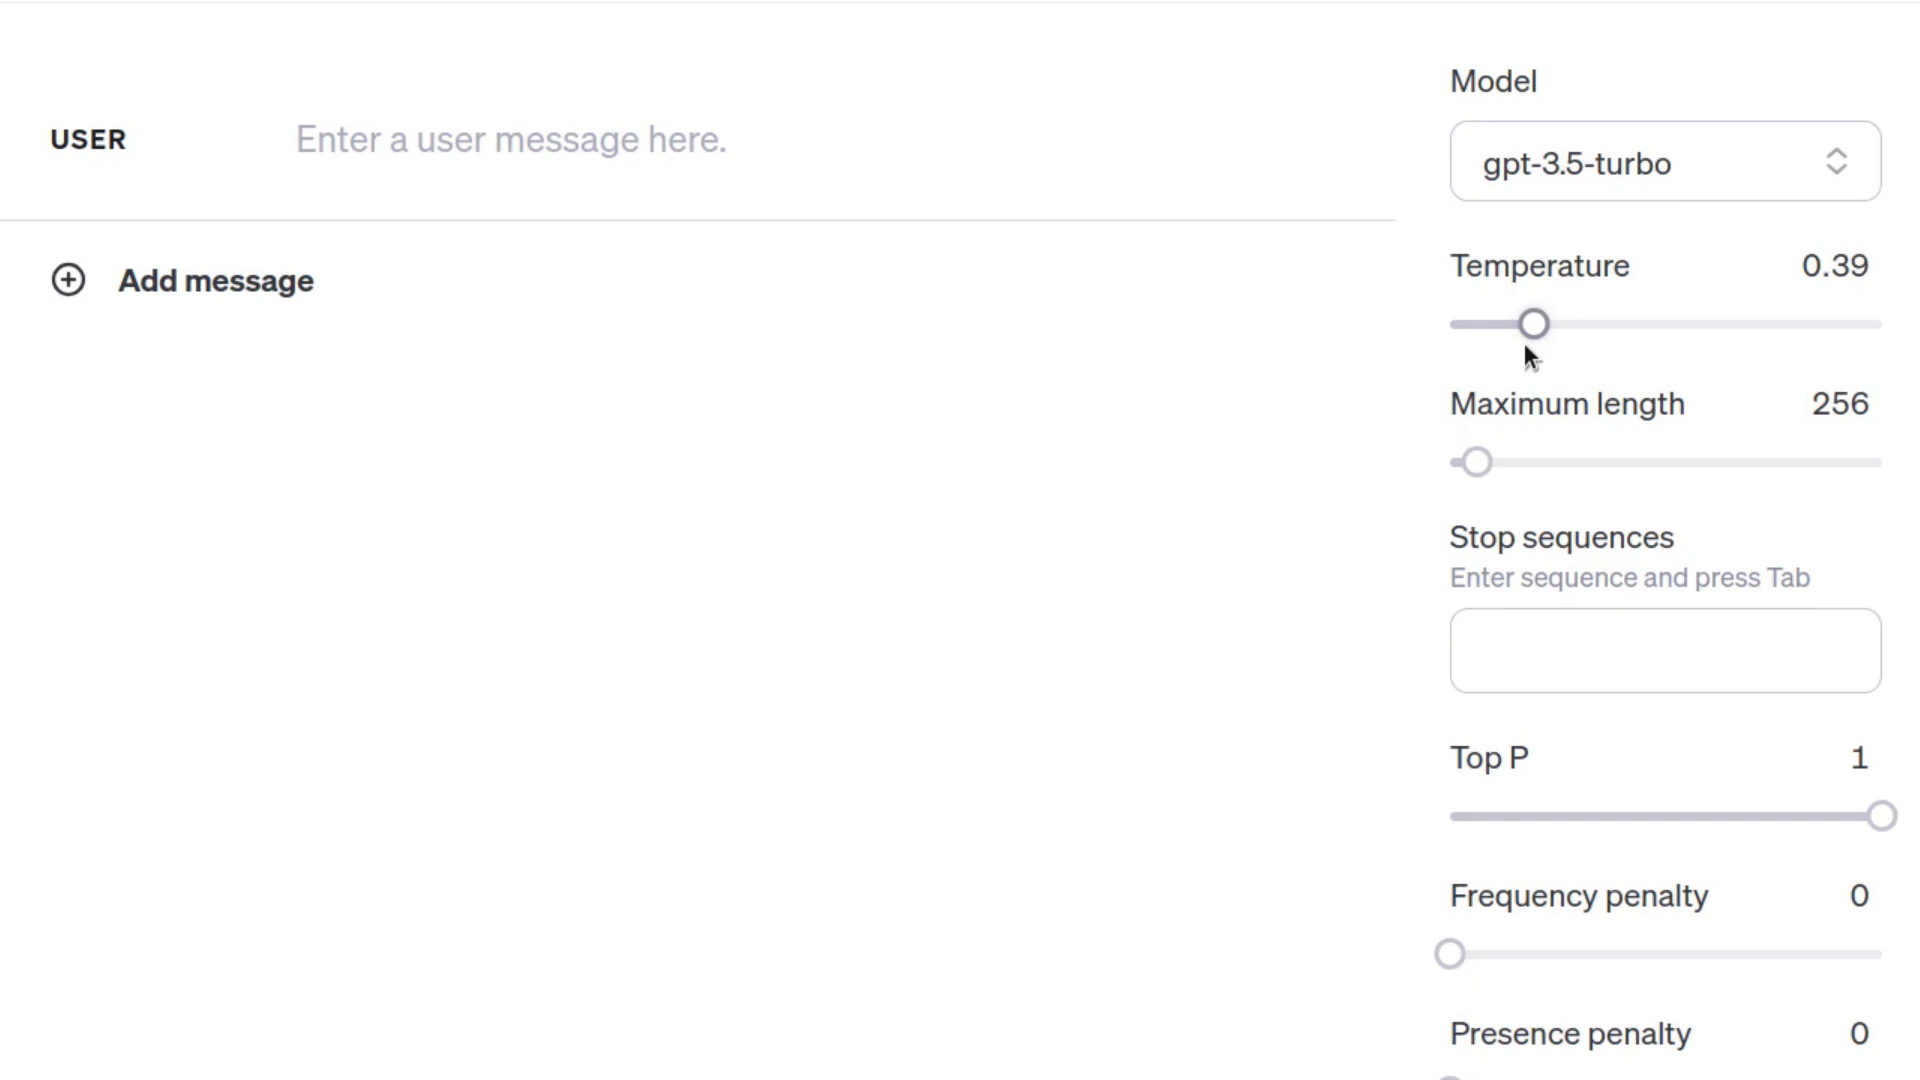 USER
Enter a user message here.
Add message
Model
gpt-3.5-turbo
Temperature 0.39
Maximum length 256
Stop sequences
Enter sequence and press Tab
Top P 1
Frequency penalty 0
Presence penalty 0